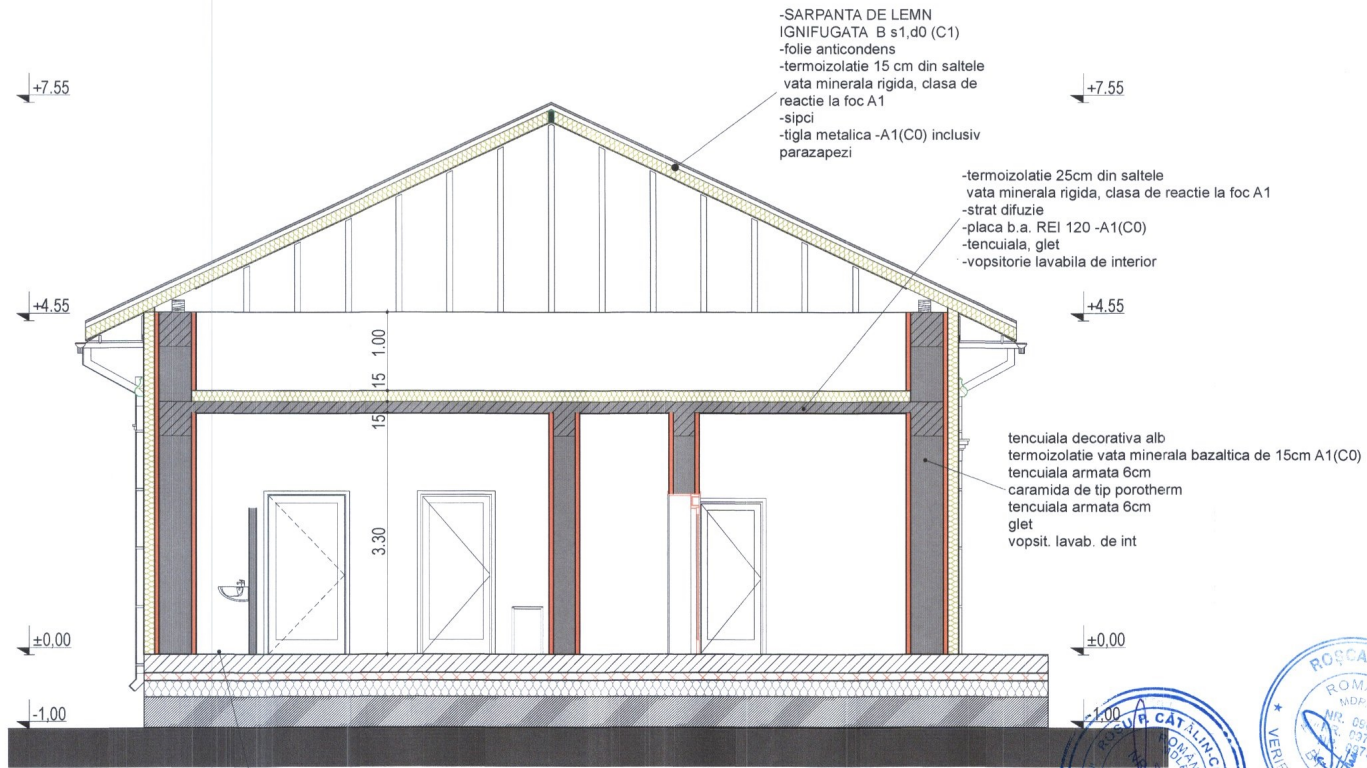 -SARPANTA DE LEMN
IGNIFUGATA B s1,d0 (C1)
-folie anticondens
-termoizolatie 15 cm din saltele
vata minerala rigida, clasa de
reactie la foc A1
-sipci
-tigla metalica -A1(C0) inclusiv
parazapezi
+7.55
+7.55
-termoizolatie 25cm din saltele
vata minerala rigida, clasa de reactie la foc A1
-strat difuzie
-placa b.a. REI 120 -A1(C0)
-tencuiala, glet
-vopsitorie lavabila de interior
+4.55
+4.55
1.00
15
15
3.30
tencuiala decorativa alb
termoizolatie vata minerala bazaltica de 15cm A1(C0)
tencuiala armata 6cm
caramida de tip porotherm
tencuiala armata 6cm
glet
vopsit. lavab. de int
±0,00
±0,00
-1,00
-1,00
ROȘU P. CĂTĂLIN-C
ROMÂN
ROȘCA
ROM